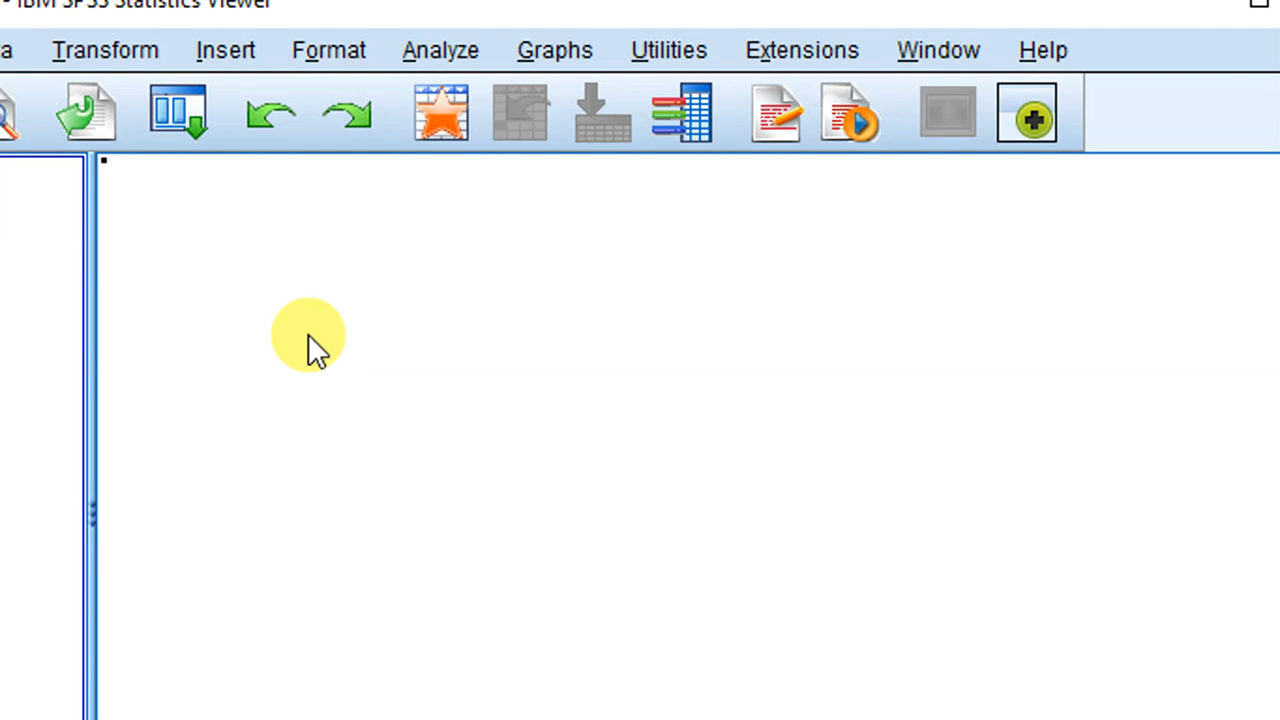 - IBM SPSS Statistics Viewer
a Transform Insert Format Analyze Graphs Utilities Extensions Window Help